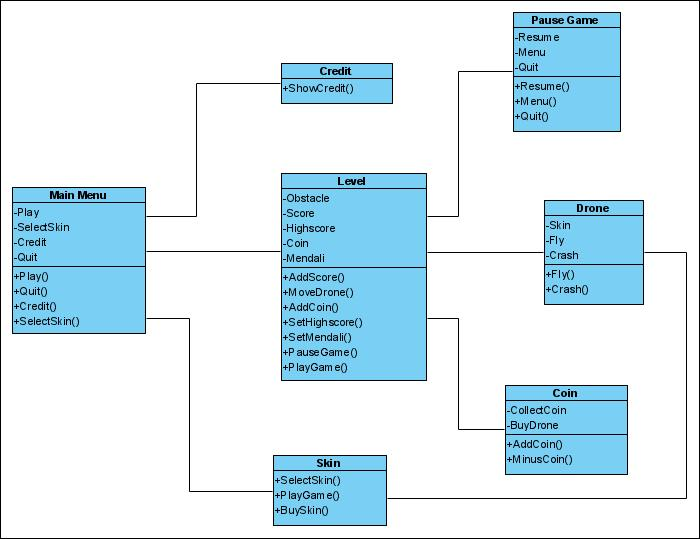 Pause Game
-Resume
-Menu
-Quit
+Resume()
+Menu()
+Quit()
Credit
+ShowCredit()
Main Menu
-Play
-SelectSkin
-Credit
-Quit
+Play()
+Quit()
+Credit()
+SelectSkin()
Level
-Obstacle
-Score
-Highscore
-Coin
-Mendali
+AddScore()
+MoveDrone()
+AddCoin()
+SetHighscore()
+SetMendali()
+PauseGame()
+PlayGame()
Drone
-Skin
-Fly
-Crash
+Fly()
+Crash()
Coin
-CollectCoin
-BuyDrone
+AddCoin()
+MinusCoin()
Skin
+SelectSkin()
+PlayGame()
+BuySkin()